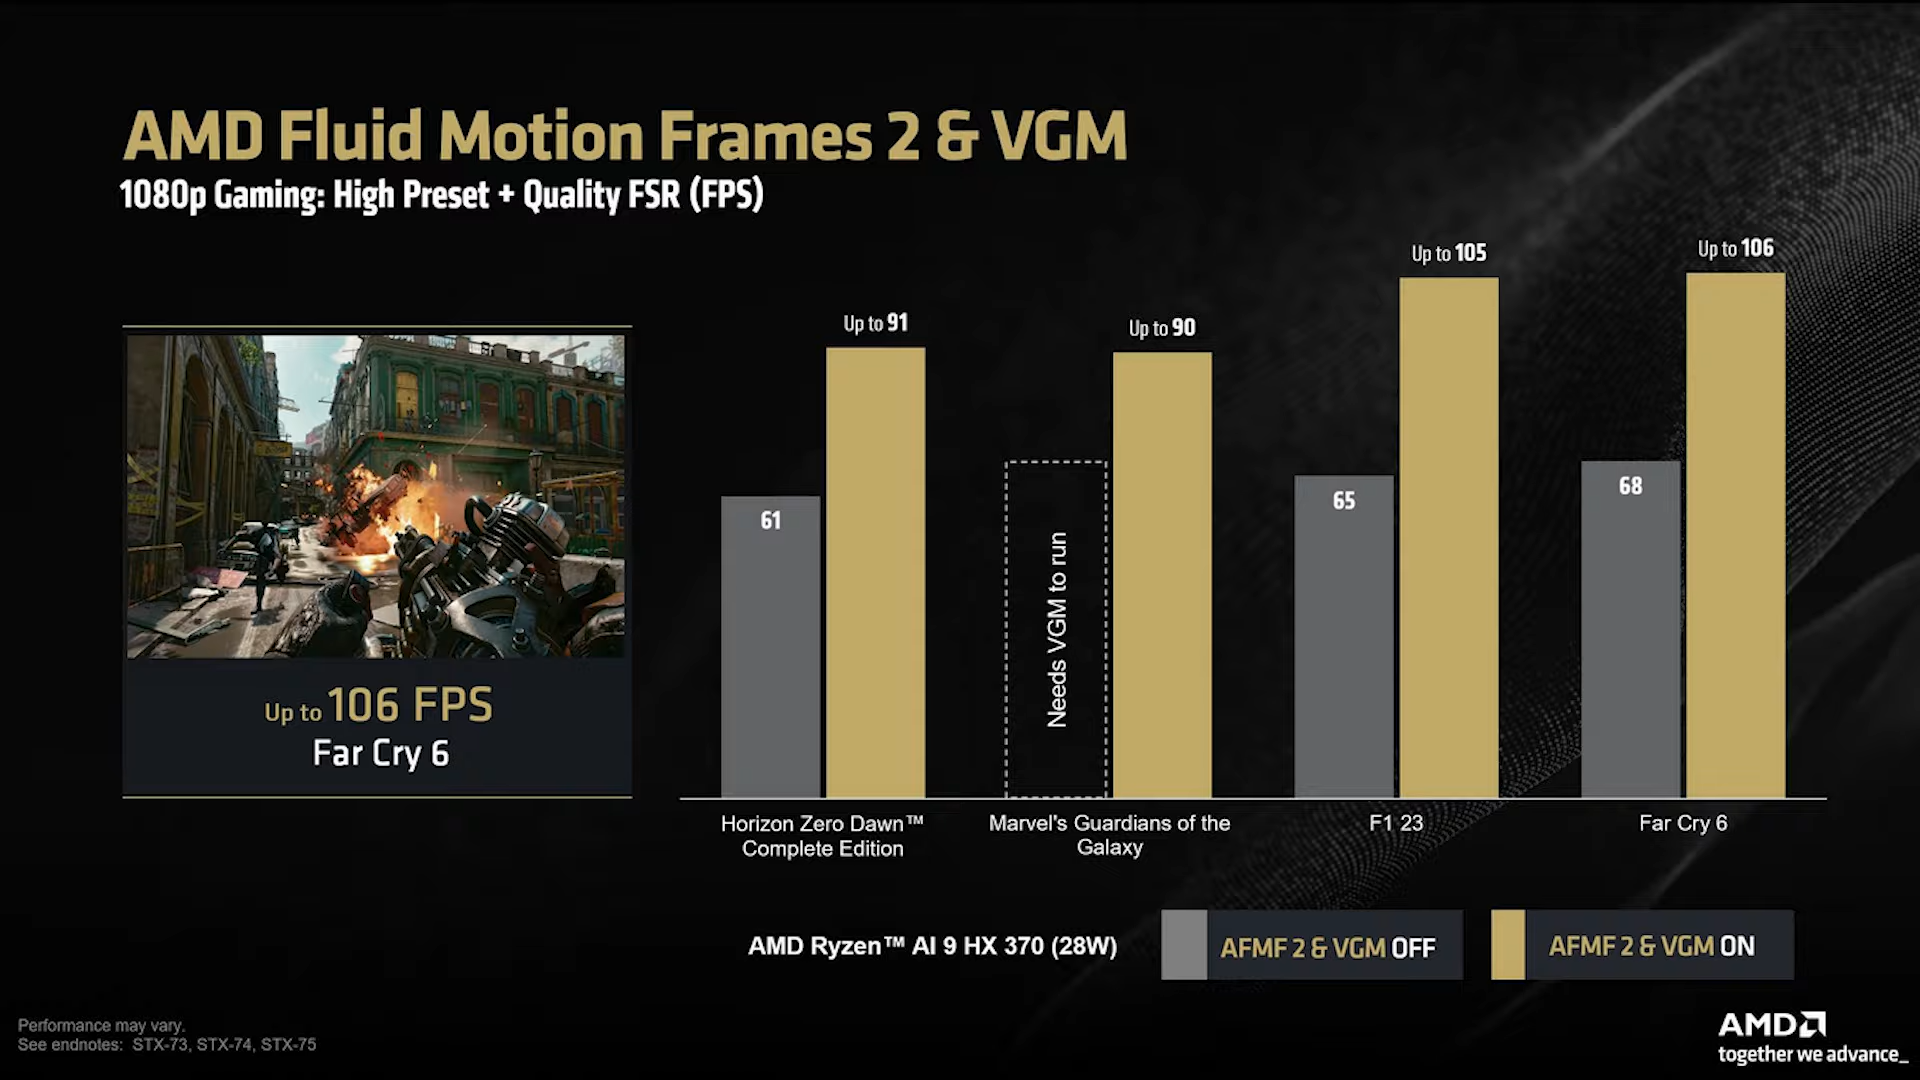 AMD Fluid Motion Frames 2 & VGM
1080p Gaming: High Preset + Quality FSR (FPS)
Up to 106 FPS
Far Cry 6
Up to 91
61
Up to 90
Needs VGM to run
Up to 105
65
Up to 106
68
Horizon Zero Dawn™
Complete Edition
Marvel's Guardians of the
Galaxy
F1 23
Far Cry 6
AMD Ryzen™ AI 9 HX 370 (28W)
AFMF 2 & VGM OFF
AFMF 2 & VGM ON
Performance may vary.
See endnotes: STX-73, STX-74, STX-75
AMD
together we advance_